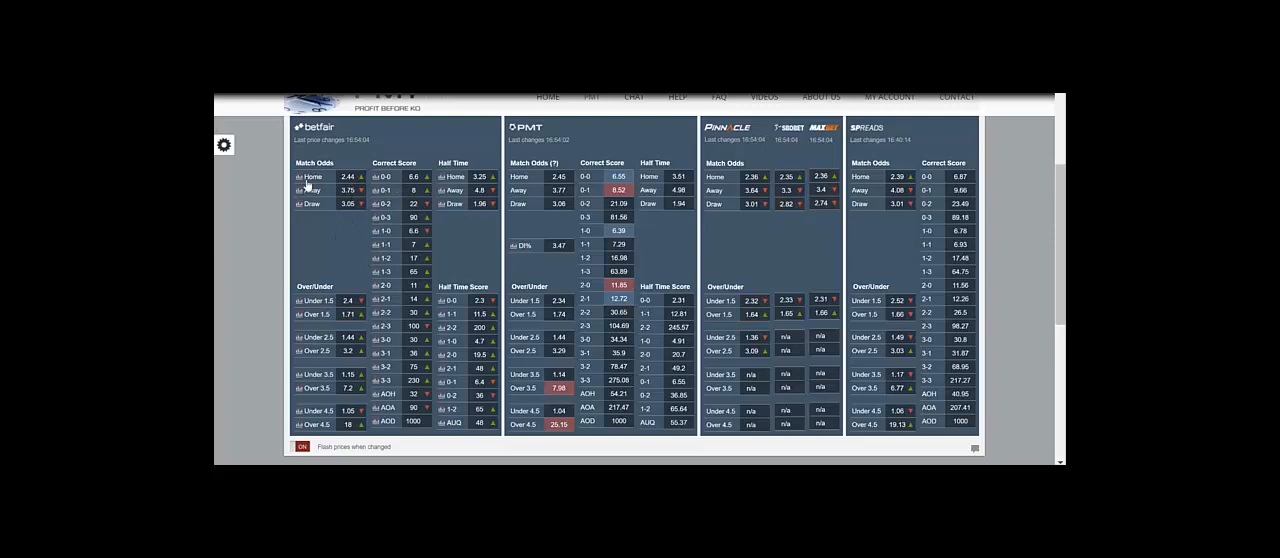 PROFIT BEFORE KO
HOME PMT CHAT HELP FAQ VIDEOS ABOUT US MY ACCOUNT CONTACT
betfair
Last price changes 16:54:04
Match Odds
Home 2.44
Away 3.75
Draw 3.05
Over/Under
Under 1.5 2.4
Over 1.5 1.71
Under 2.5 1.44
Over 2.5 3.2
Under 3.5 1.15
Over 3.5 7.2
Under 4.5 1.05
Over 4.5 18
Correct Score
0-0 6.6
0-1 8
0-2 22
0-3 90
1-0 6.6
1-1 7
1-2 17
1-3 65
2-0 11
2-1 14
2-2 30
2-3 100
3-0 30
3-1 36
3-2 75
3-3 230
AOH 32
AOA 90
AOD 1000
Half Time
Home 3.25
Away 4.8
Draw 1.96
Half Time Score
0-0 2.3
1-1 11.5
2-2 200
1-0 4.7
2-0 19.5
2-1 48
0-1 6.4
0-2 36
1-2 65
AUQ 48
PMT
Last changes 16:54:02
Match Odds (?)
Home 2.45
Away 3.77
Draw 3.06
DI% 3.47
Over/Under
Under 1.5 2.34
Over 1.5 1.74
Under 2.5 1.44
Over 2.5 3.29
Under 3.5 1.14
Over 3.5 7.98
Under 4.5 1.04
Over 4.5 25.15
Correct Score
0-0 6.55
0-1 8.52
0-2 21.09
0-3 81.56
1-0 6.39
1-1 7.29
1-2 16.98
1-3 63.89
2-0 11.85
2-1 12.72
2-2 30.65
2-3 104.69
3-0 34.34
3-1 35.9
3-2 78.47
3-3 275.08
AOH 54.21
AOA 217.47
AOD 1000
Half Time
Home 3.51
Away 4.98
Draw 1.94
Half Time Score
0-0 2.31
1-1 12.81
2-2 245.57
1-0 4.91
2-0 20.7
2-1 49.2
0-1 6.55
0-2 36.85
1-2 65.64
AUQ 55.37
PINNACLE SBOBET MAXBET
Last changes 16:54:04 16:54:04 16:54:04
Match Odds
Home 2.36 2.35 2.36
Away 3.64 3.3 3.4
Draw 3.01 2.82 2.74
Over/Under
Under 1.5 2.32 2.33 2.31
Over 1.5 1.64 1.65 1.66
Under 2.5 1.36 n/a n/a
Over 2.5 3.09 n/a n/a
Under 3.5 n/a n/a n/a
Over 3.5 n/a n/a n/a
Under 4.5 n/a n/a n/a
Over 4.5 n/a n/a n/a
SPREADS
Last changes 16:40:14
Match Odds
Home 2.39
Away 4.08
Draw 3.01
Over/Under
Under 1.5 2.52
Over 1.5 1.66
Under 2.5 1.49
Over 2.5 3.03
Under 3.5 1.17
Over 3.5 6.77
Under 4.5 1.06
Over 4.5 19.13
Correct Score
0-0 6.87
0-1 9.66
0-2 23.49
0-3 89.18
1-0 6.78
1-1 6.93
1-2 17.48
1-3 64.75
2-0 11.56
2-1 12.26
2-2 26.5
2-3 98.27
3-0 30.8
3-1 31.87
3-2 68.95
3-3 217.27
AOH 40.95
AOA 207.41
AOD 1000
ON Flash prices when changed